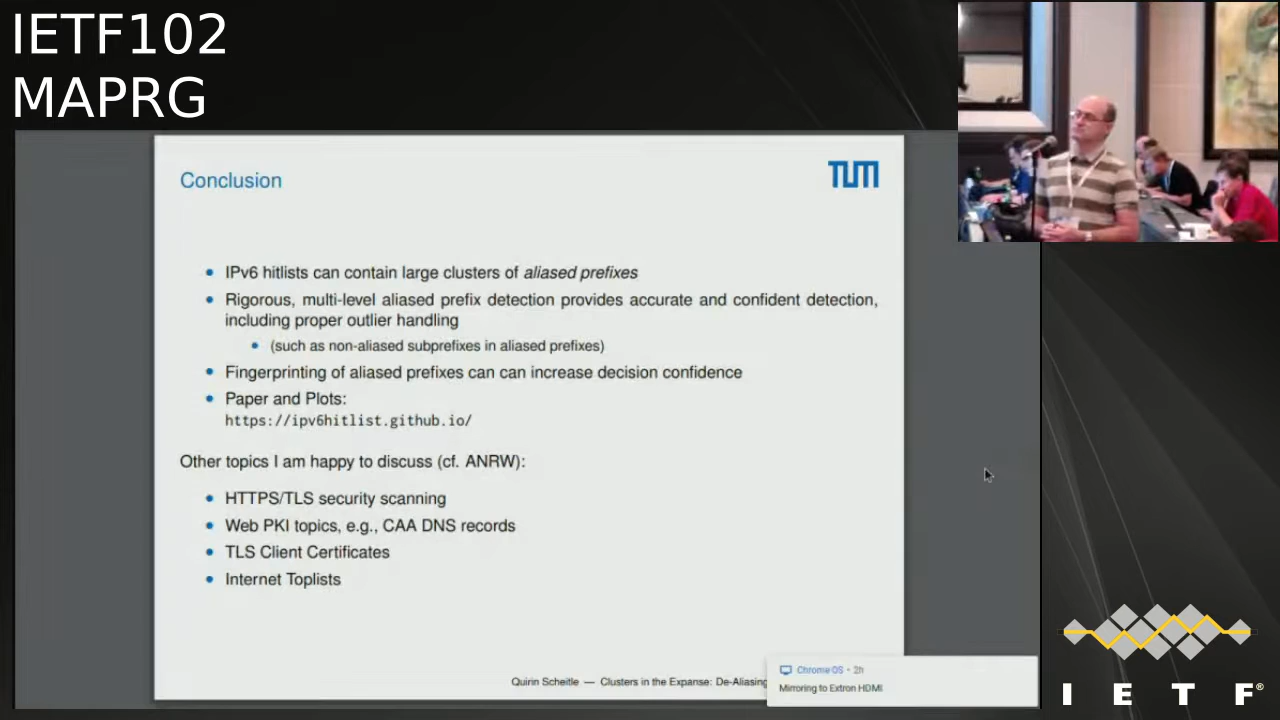 IETF102
MAPRG
Conclusion
TUM
• IPv6 hitlists can contain large clusters of aliased prefixes
• Rigorous, multi-level aliased prefix detection provides accurate and confident detection,
including proper outlier handling
• (such as non-aliased subprefixes in aliased prefixes)
• Fingerprinting of aliased prefixes can can increase decision confidence
• Paper and Plots:
https://ipv6hitlist.github.io/
Other topics I am happy to discuss (cf. ANRW):
• HTTPS/TLS security scanning
• Web PKI topics, e.g., CAA DNS records
• TLS Client Certificates
• Internet Toplists
Quirin Scheitle — Clusters in the Expanse: De-Aliasing
Chrome OS • 2h
Mirroring to Extron HDMI
I E T F®